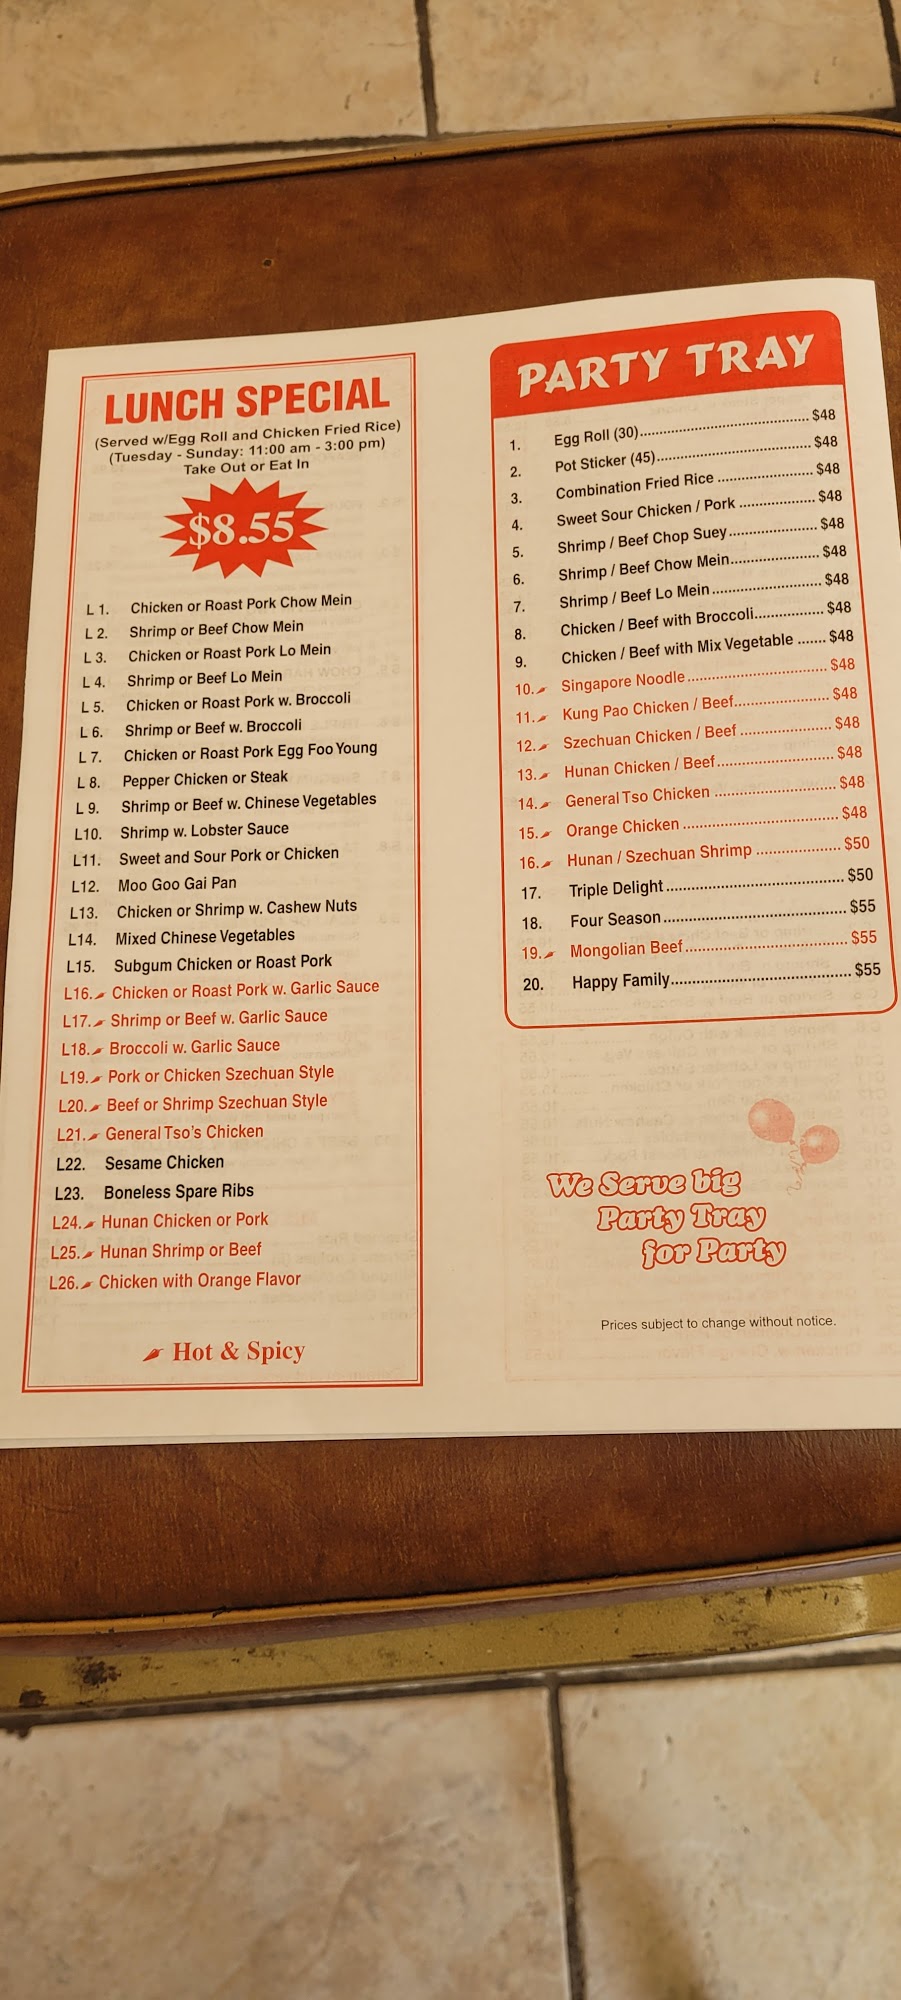 LUNCH SPECIAL
(Served w/Egg Roll and Chicken Fried Rice)
(Tuesday - Sunday: 11:00 am - 3:00 pm)
Take Out or Eat In
$8.55
L 1. Chicken or Roast Pork Chow Mein
L 2. Shrimp or Beef Chow Mein
L 3. Chicken or Roast Pork Lo Mein
L 4. Shrimp or Beef Lo Mein
L 5. Chicken or Roast Pork w. Broccoli
L 6. Shrimp or Beef w. Broccoli
L 7. Chicken or Roast Pork Egg Foo Young
L 8. Pepper Chicken or Steak
L 9. Shrimp or Beef w. Chinese Vegetables
L10. Shrimp w. Lobster Sauce
L11. Sweet and Sour Pork or Chicken
L12. Moo Goo Gai Pan
L13. Chicken or Shrimp w. Cashew Nuts
L14. Mixed Chinese Vegetables
L15. Subgum Chicken or Roast Pork
L16. Chicken or Roast Pork w. Garlic Sauce
L17. Shrimp or Beef w. Garlic Sauce
L18. Broccoli w. Garlic Sauce
L19. Pork or Chicken Szechuan Style
L20. Beef or Shrimp Szechuan Style
L21. General Tso's Chicken
L22. Sesame Chicken
L23. Boneless Spare Ribs
L24. Hunan Chicken or Pork
L25. Hunan Shrimp or Beef
L26. Chicken with Orange Flavor
Hot & Spicy
PARTY TRAY
1. Egg Roll (30)..........$48
2. Pot Sticker (45)..........$48
3. Combination Fried Rice..........$48
4. Sweet Sour Chicken / Pork..........$48
5. Shrimp / Beef Chop Suey..........$48
6. Shrimp / Beef Chow Mein..........$48
7. Shrimp / Beef Lo Mein..........$48
8. Chicken / Beef with Broccoli..........$48
9. Chicken / Beef with Mix Vegetable.......$48
10. Singapore Noodle..........$48
11. Kung Pao Chicken / Beef..........$48
12. Szechuan Chicken / Beef..........$48
13. Hunan Chicken / Beef..........$48
14. General Tso Chicken..........$48
15. Orange Chicken..........$48
16. Hunan / Szechuan Shrimp..........$50
17. Triple Delight..........$50
18. Four Season..........$55
19. Mongolian Beef..........$55
20. Happy Family..........$55
We Serve big
Party Tray
for Party
Prices subject to change without notice.